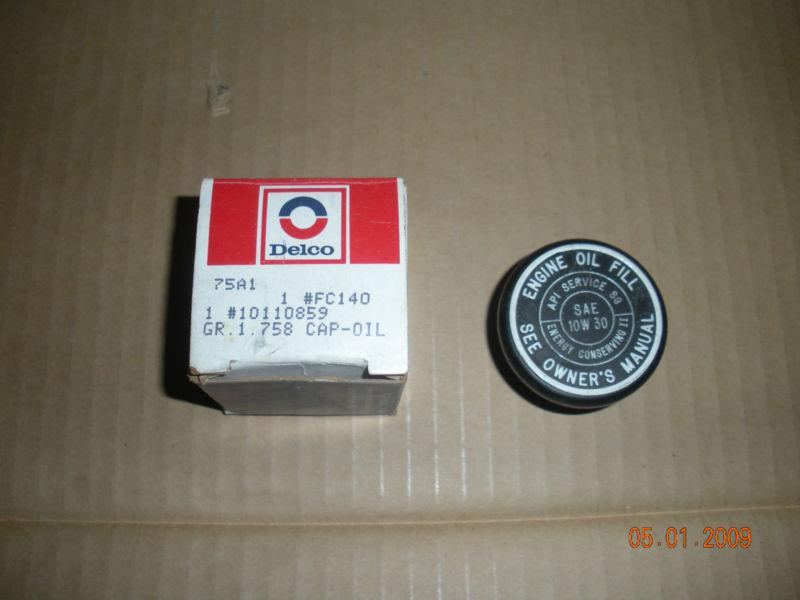 Delco
75A1
1 #FC140
1 #10110859
GR.1.758 CAP-OIL
ENGINE OIL FILL
API SERVICE SG
SAE
10W 30
ENERGY CONSERVING II
SEE OWNER'S MANUAL
05.01.2009